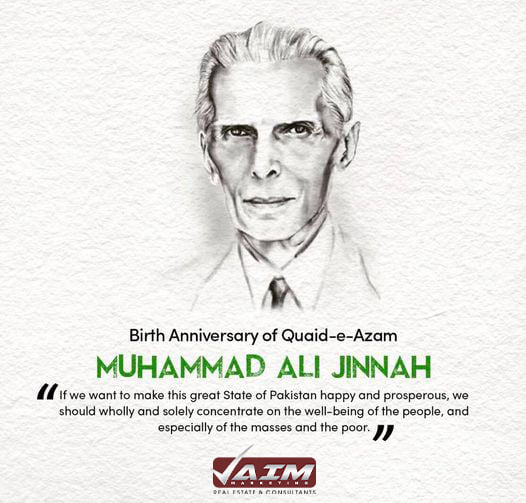 Birth Anniversary of Quaid-e-Azam
MUHAMMAD ALI JINNAH
“If we want to make this great State of Pakistan happy and prosperous, we
should wholly and solely concentrate on the well-being of the people, and
especially of the masses and the poor.”
AIM
MARKETING
REAL ESTATE & CONSULTANTS